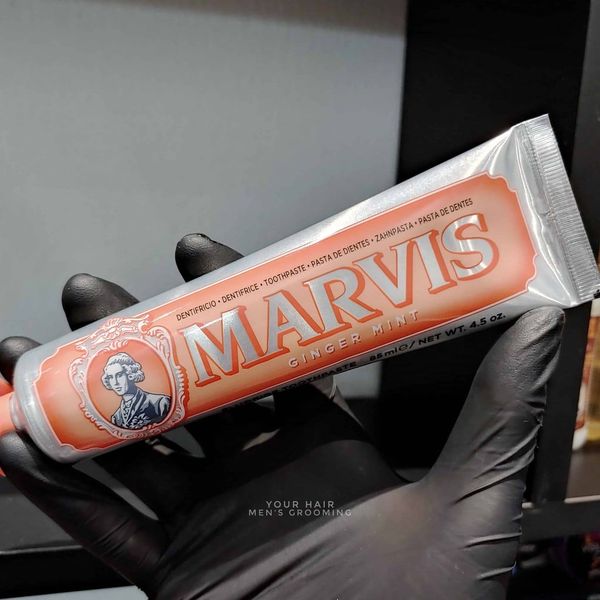 DENTIFRICIO • DENTIFRICE • TOOTHPASTE • PASTA DE DIENTES • ZAHNPASTA • PASTA DE DENTES
MARVIS
GINGER MINT
TOOTHPASTE 85 ml ℮ / NET WT. 4.5 OZ.
YOUR HAIR
MEN'S GROOMING